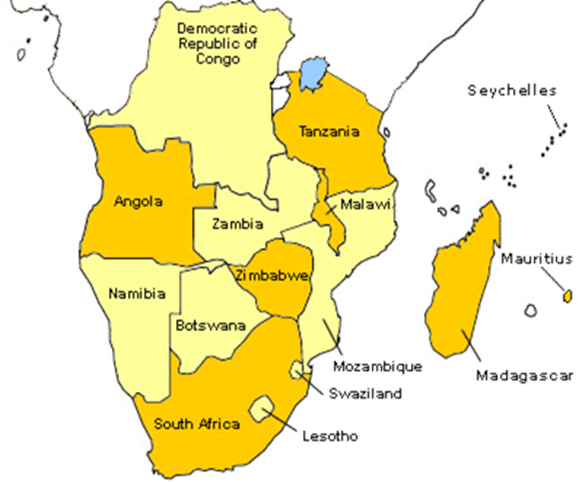 Democratic
Republic of
Congo
Seychelles
Tanzania
Angola
Malawi
Zambia
Mauritius
Zimbabwe
Namibia
Botswana
Mozambique
Madagascar
Swaziland
South Africa
Lesotho